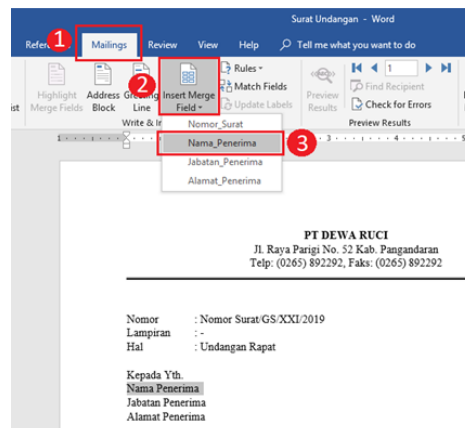 Surat Undangan - Word
1 Mailings Review View Help Tell me what you want to do
2
Highlight Merge Fields
Address Block
Line
Insert Merge Field
Rules
Match Fields
Update Labels
Preview Results
1
Find Recipient
Check for Errors
Preview Results
Nomor_Surat
Nama_Penerima 3
Jabatan_Penerima
Alamat_Penerima
PT DEWA RUCI
Jl. Raya Parigi No. 52 Kab. Pangandaran
Telp: (0265) 892292, Faks: (0265) 892292
Nomor : Nomor Surat/GS/XXI/2019
Lampiran : -
Hal : Undangan Rapat
Kepada Yth.
Nama Penerima
Jabatan Penerima
Alamat Penerima